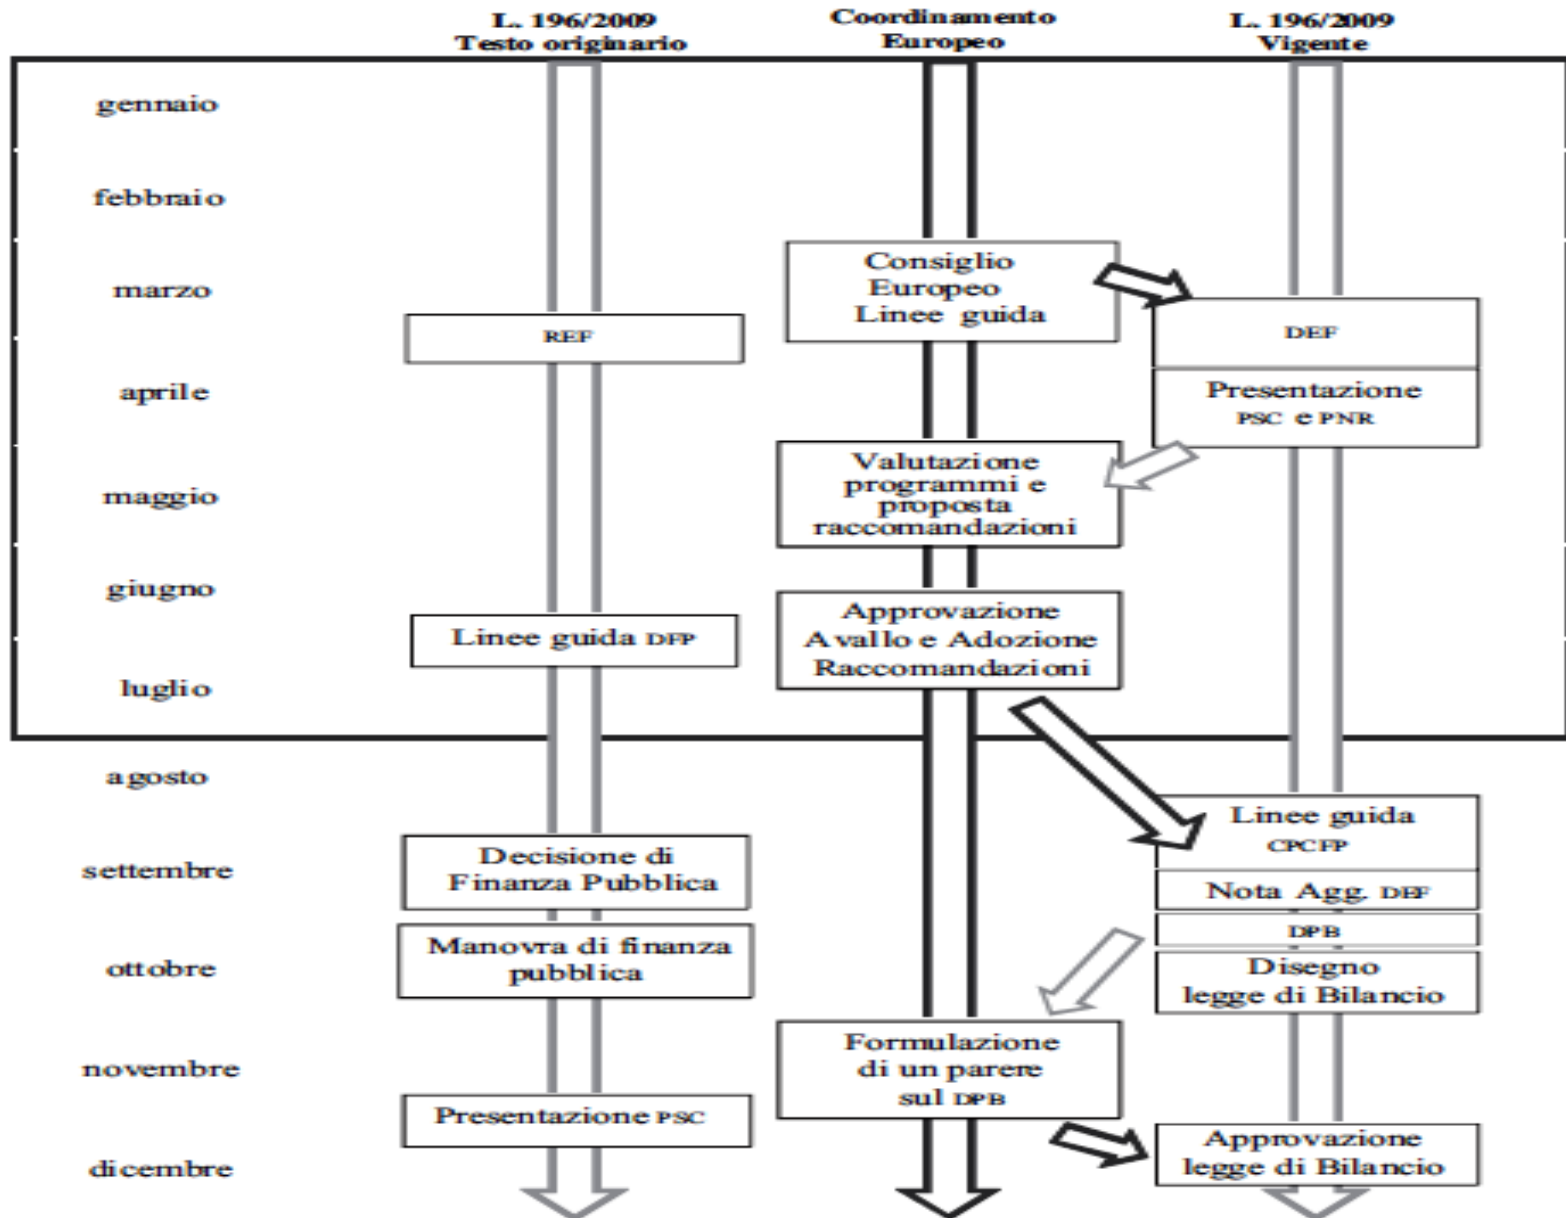 L. 196/2009
Testo originario
Coordinamento
Europeo
L. 196/2009
Vigente
gennaio
febbraio
marzo
aprile
maggio
giugno
luglio
agosto
settembre
ottobre
novembre
dicembre
REF
Linee guida DFP
Decisione di
Finanza Pubblica
Manovra di finanza
pubblica
Presentazione PSC
Consiglio
Europeo
Linee guida
Valutazione
programmi e
proposta
raccomandazioni
Approvazione
Avallo e Adozione
Raccomandazioni
Formulazione
di un parere
sul DPB
DEF
Presentazione
PSC e PNR
Linee guida
CPCFP
Nota Agg. DEF
DPB
Disegno
legge di Bilancio
Approvazione
legge di Bilancio